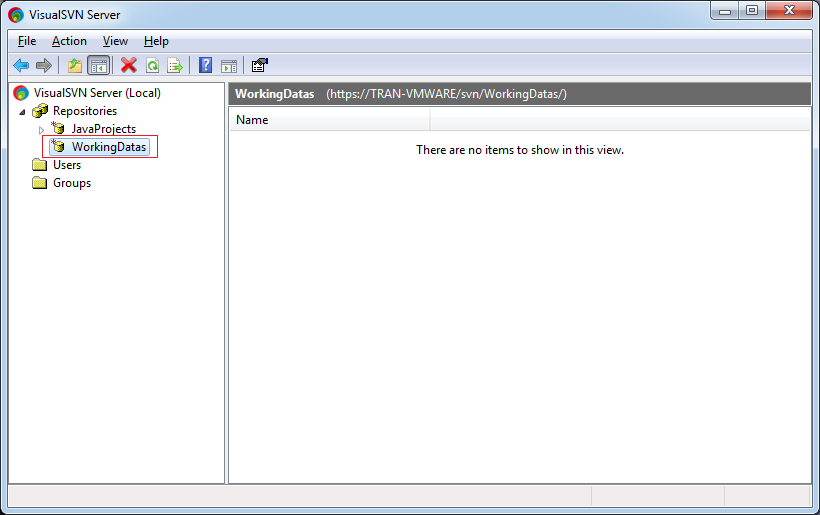 VisualSVN Server
File Action View Help
VisualSVN Server (Local)
Repositories
JavaProjects
WorkingDatas
Users
Groups
WorkingDatas (https://TRAN-VMWARE/svn/WorkingDatas/)
Name
There are no items to show in this view.